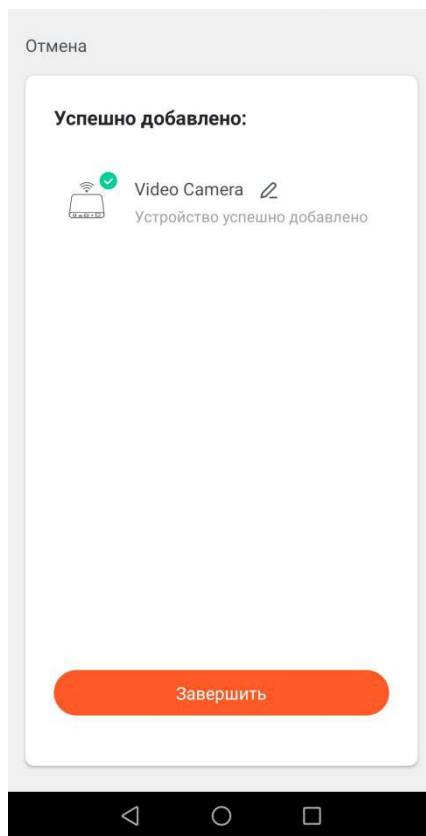 Отмена
Успешно добавлено:
Video Camera
Устройство успешно добавлено
Завершить